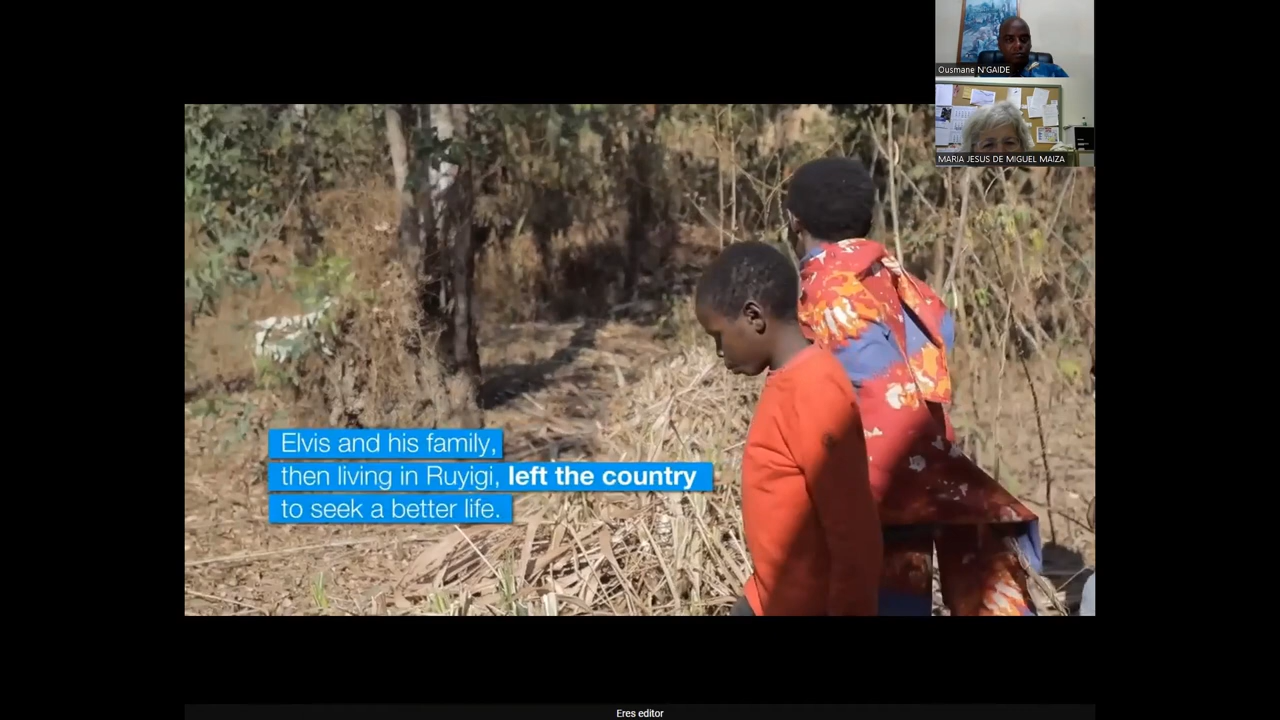 Ousmane N'GAIDE
MARIA JESUS DE MIGUEL MAIZA
Elvis and his family,
then living in Ruyigi, left the country
to seek a better life.
Eres editor